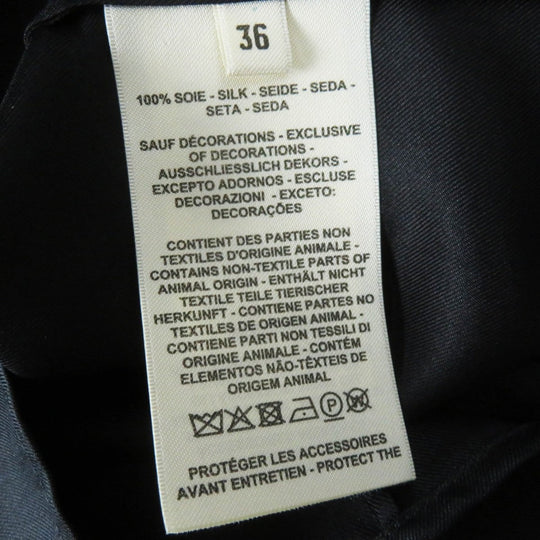 36
100% SOIE - SILK - SEIDE - SEDA -
SETA - SEDA
SAUF DÉCORATIONS - EXCLUSIVE
OF DECORATIONS -
AUSSCHLIESSLICH DEKORS -
EXCEPTO ADORNOS - ESCLUSE
DECORAZIONI - EXCETO:
DECORAÇÕES
CONTIENT DES PARTIES NON
TEXTILES D'ORIGINE ANIMALE -
CONTAINS NON-TEXTILE PARTS OF
ANIMAL ORIGIN - ENTHÄLT NICHT
TEXTILE TEILE TIERISCHER
HERKUNFT - CONTIENE PARTES NO
TEXTILES DE ORIGEN ANIMAL -
CONTIENE PARTI NON TESSILI DI
ORIGINE ANIMALE - CONTÉM
ELEMENTOS NÃO-TÊXTEIS DE
ORIGEM ANIMAL
P
PROTÉGER LES ACCESSOIRES
AVANT ENTRETIEN - PROTECT THE